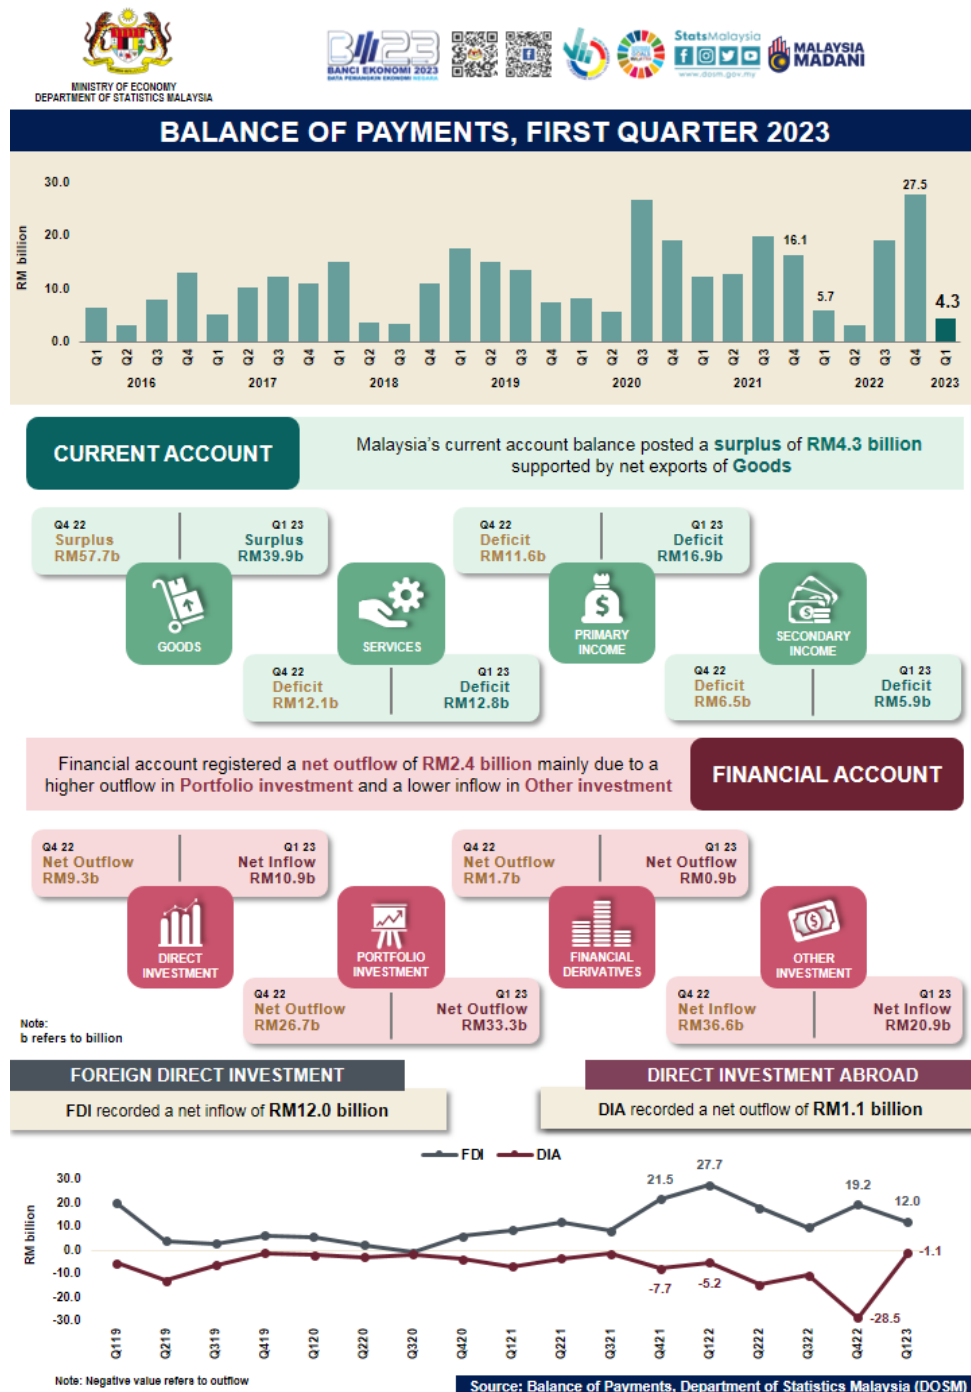 MINISTRY OF ECONOMY
DEPARTMENT OF STATISTICS MALAYSIA
B 23
BANCI EKONOMI 2023
StatsMalaysia
www.dosm.gov.my
MALAYSIA
MADANI
BALANCE OF PAYMENTS, FIRST QUARTER 2023
RM billion
30.0
20.0
10.0
0.0
16.1
5.7
27.5
4.3
Q1 Q2 Q3 Q4 Q1 Q2 Q3 Q4 Q1 Q2 Q3 Q4 Q1 Q2 Q3 Q4 Q1 Q2 Q3 Q4 Q1 Q2 Q3 Q4 Q1 Q2 Q3 Q4 Q1
2016 2017 2018 2019 2020 2021 2022 2023
CURRENT ACCOUNT
Malaysia's current account balance posted a surplus of RM4.3 billion
supported by net exports of Goods
Q4 22
Surplus
RM57.7b
Q1 23
Surplus
RM39.9b
GOODS
Q4 22
Deficit
RM12.1b
Q1 23
Deficit
RM12.8b
SERVICES
Q4 22
Deficit
RM11.6b
Q1 23
Deficit
RM16.9b
PRIMARY
INCOME
Q4 22
Deficit
RM6.5b
Q1 23
Deficit
RM5.9b
SECONDARY
INCOME
Financial account registered a net outflow of RM2.4 billion mainly due to a
higher outflow in Portfolio investment and a lower inflow in Other investment
FINANCIAL ACCOUNT
Q4 22
Net Outflow
RM9.3b
Q1 23
Net Inflow
RM10.9b
DIRECT
INVESTMENT
Q4 22
Net Outflow
RM26.7b
Q1 23
Net Outflow
RM33.3b
PORTFOLIO
INVESTMENT
Q4 22
Net Outflow
RM1.7b
Q1 23
Net Outflow
RM0.9b
FINANCIAL
DERIVATIVES
Q4 22
Net Inflow
RM36.6b
Q1 23
Net Inflow
RM20.9b
OTHER
INVESTMENT
Note:
b refers to billion
FOREIGN DIRECT INVESTMENT
FDI recorded a net inflow of RM12.0 billion
DIRECT INVESTMENT ABROAD
DIA recorded a net outflow of RM1.1 billion
FDI DIA
RM billion
30.0
20.0
10.0
0.0
-10.0
-20.0
-30.0
21.5
27.7
19.2
12.0
-7.7
-5.2
-28.5
-1.1
Q119 Q219 Q319 Q419 Q120 Q220 Q320 Q420 Q121 Q221 Q321 Q421 Q122 Q222 Q322 Q422 Q123
Note: Negative value refers to outflow
Source: Balance of Payments, Department of Statistics Malaysia (DOSM)